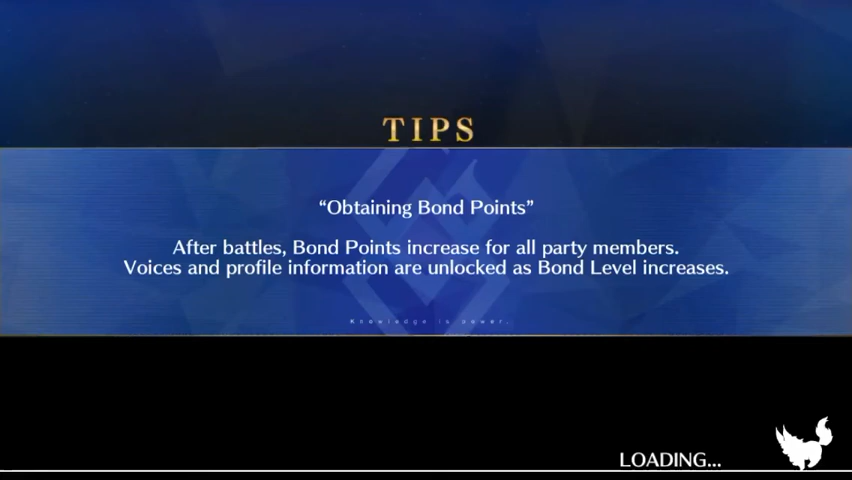 TIPS
“Obtaining Bond Points”
After battles, Bond Points increase for all party members.
Voices and profile information are unlocked as Bond Level increases.
Knowledge is power.
LOADING...